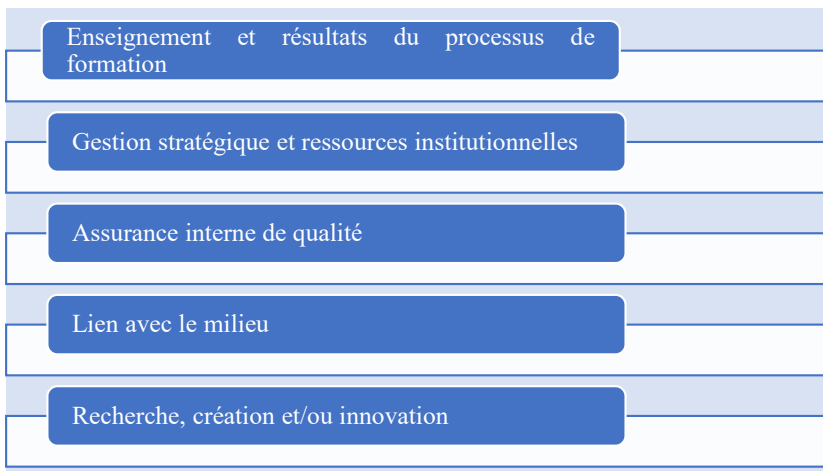 Enseignement et résultats du processus de
formation
Gestion stratégique et ressources institutionnelles
Assurance interne de qualité
Lien avec le milieu
Recherche, création et/ou innovation